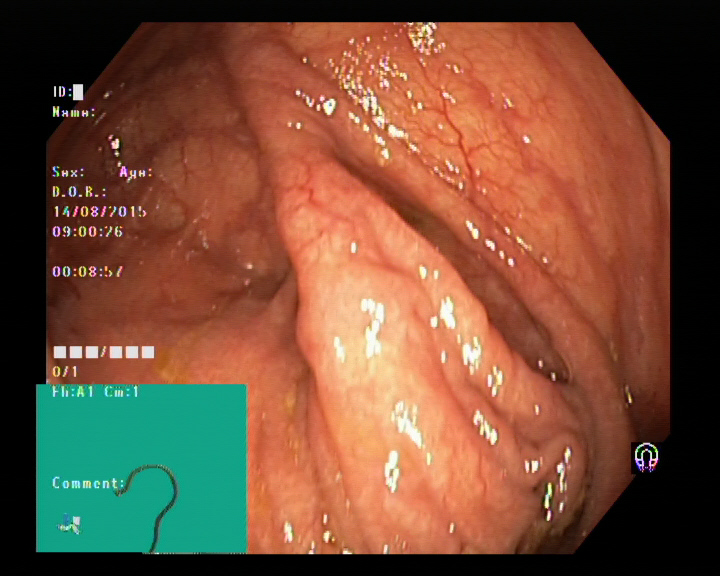 ID:
Name:
Sex: Age:
D.O.B.:
14/08/2015
09:00:26
00:08:57
/
0/1
Ph:A1 Cm:1
Comment: